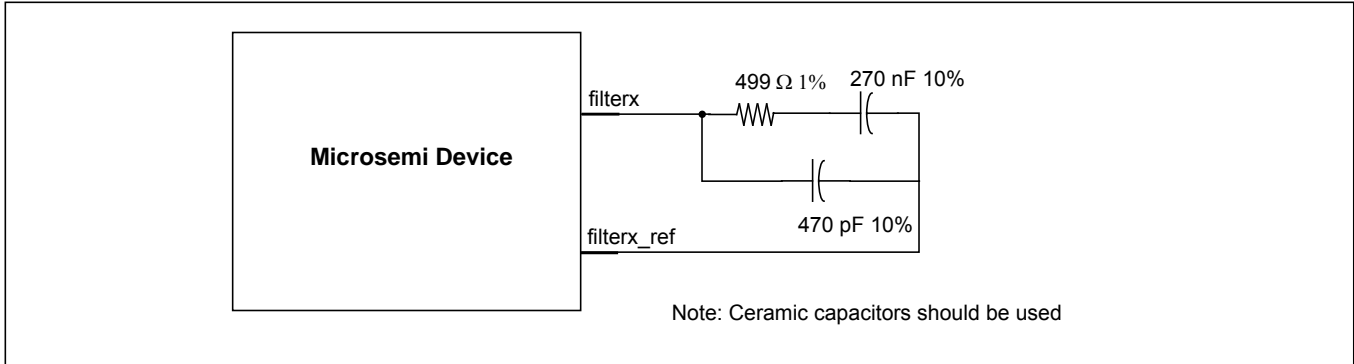 499 Ω 1%
270 nF 10%
filterx
Microsemi Device
470 pF 10%
filterx_ref
Note: Ceramic capacitors should be used